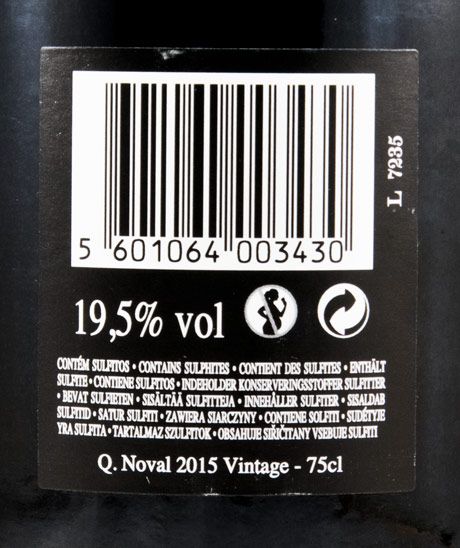 5 601064 003430
L 7235
19,5% vol
CONTÉM SULFITOS • CONTAINS SULPHITES • CONTIENT DES SULFITES • ENTHÄLT
SULFITE • CONTIENE SULFITOS • INDEHOLDER KONSERVERINGSSTOFFER SULFITTER
• BEVAT SULFIETEN • SISÄLTÄÄ SULFITTEJA • INNEHÅLLER SULFITER • SISALDAB
SULFITID • SATUR SULFITI • ZAWIERA SIARCZYNY • CONTIENE SOLFITI • SUDĖTYJE
YRA SULFITA • TARTALMAZ SZULFITOK • OBSAHUJE SIŘIČITANY VSEBUJE SULFITI
Q. Noval 2015 Vintage - 75cl